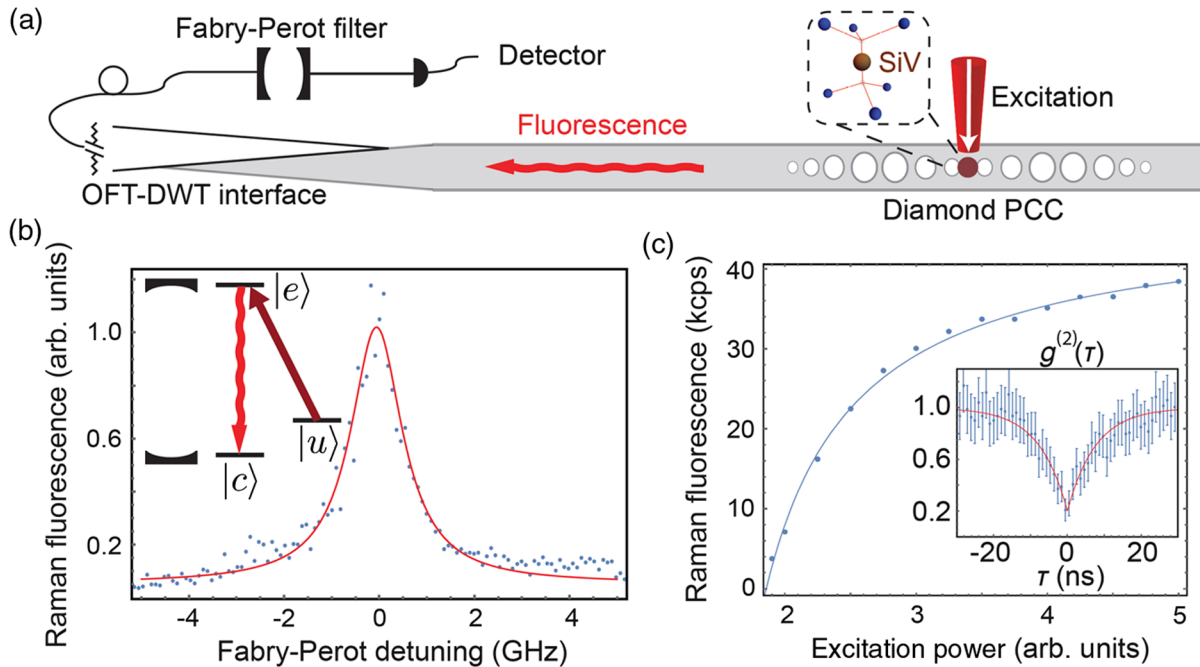 (a)
Fabry-Perot filter
Detector
SiV
Excitation
Fluorescence
OFT-DWT interface
Diamond PCC
(b)
Raman fluorescence (arb. units)
1.0
0.6
0.2
|e⟩
|u⟩
|c⟩
-4 -2 0 2 4
Fabry-Perot detuning (GHz)
(c)
Raman fluorescence (kcps)
40
30
20
10
0
g⁽²⁾(τ)
1.0
0.6
0.2
-20 0 20
τ (ns)
2 3 4 5
Excitation power (arb. units)